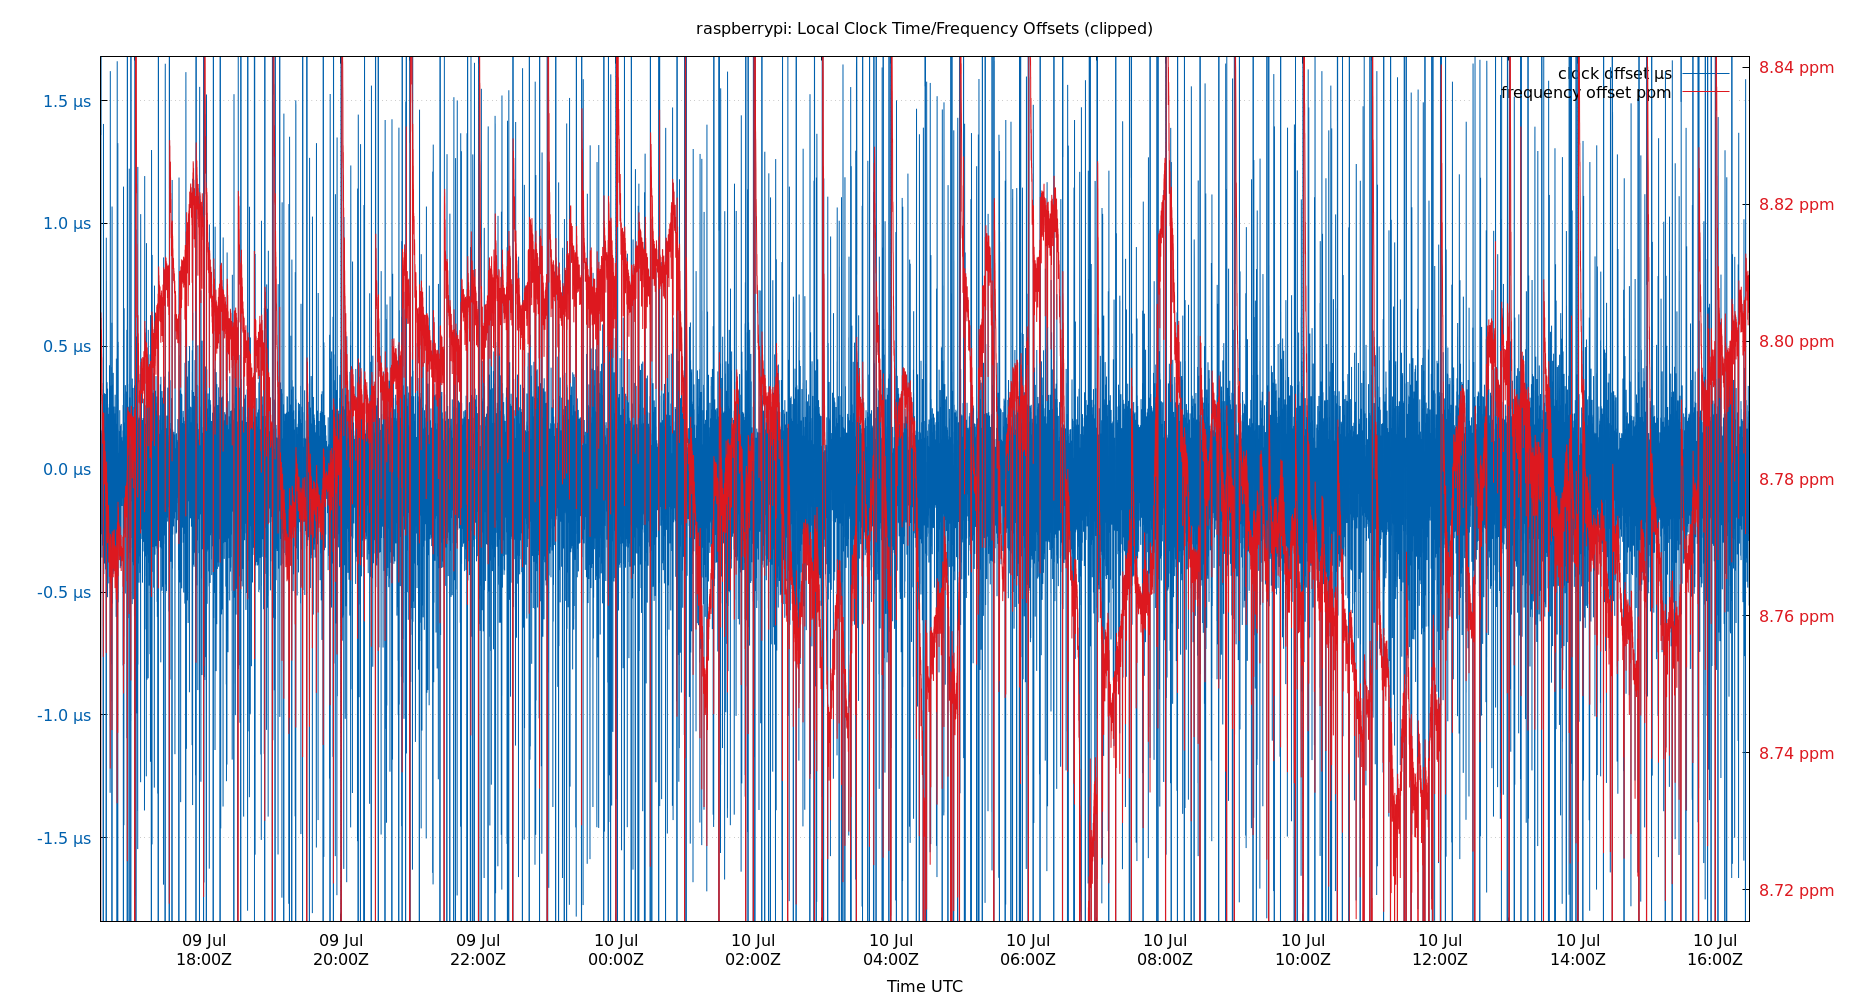 raspberrypi: Local Clock Time/Frequency Offsets (clipped)
clock offset µs
frequency offset ppm
1.5 µs
1.0 µs
0.5 µs
0.0 µs
-0.5 µs
-1.0 µs
-1.5 µs
8.84 ppm
8.82 ppm
8.80 ppm
8.78 ppm
8.76 ppm
8.74 ppm
8.72 ppm
09 Jul 09 Jul 09 Jul 10 Jul 10 Jul 10 Jul 10 Jul 10 Jul 10 Jul 10 Jul 10 Jul 10 Jul
18:00Z 20:00Z 22:00Z 00:00Z 02:00Z 04:00Z 06:00Z 08:00Z 10:00Z 12:00Z 14:00Z 16:00Z
Time UTC